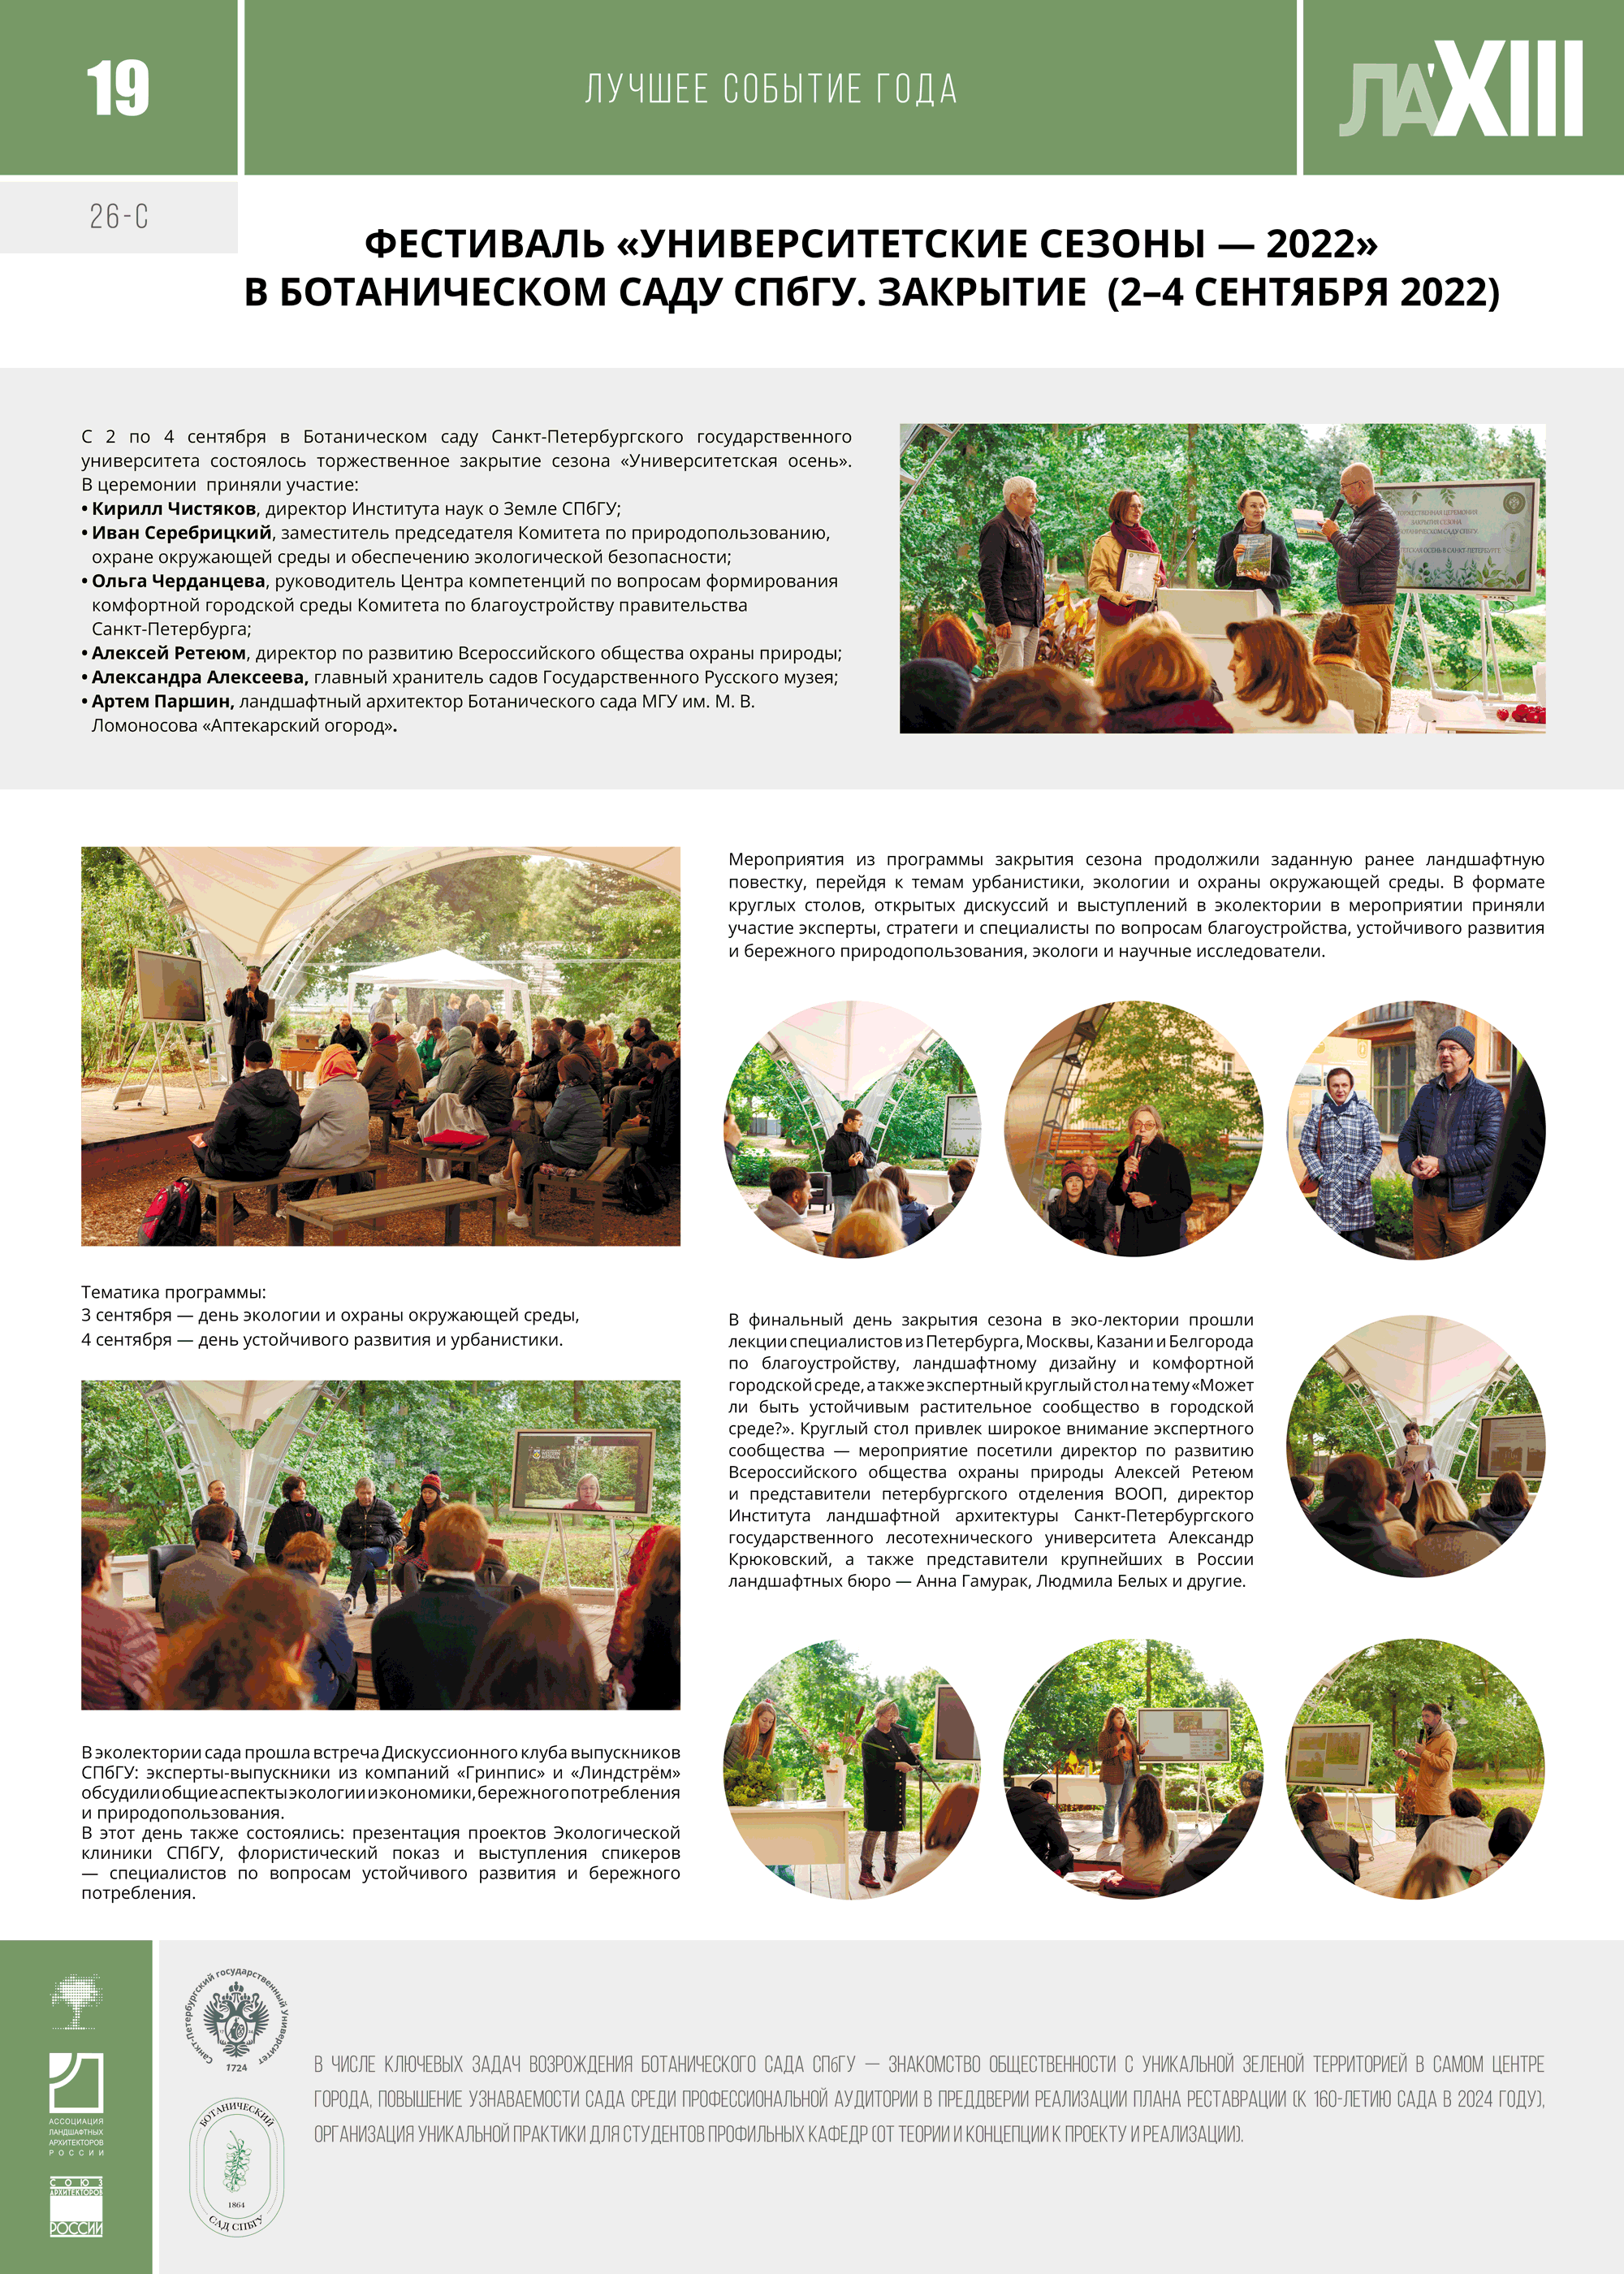 19
ЛУЧШЕЕ СОБЫТИЕ ГОДА
ЛА'XIII
26-С
ФЕСТИВАЛЬ «УНИВЕРСИТЕТСКИЕ СЕЗОНЫ — 2022»
В БОТАНИЧЕСКОМ САДУ СПбГУ. ЗАКРЫТИЕ (2–4 СЕНТЯБРЯ 2022)
С 2 по 4 сентября в Ботаническом саду Санкт-Петербургского государственного
университета состоялось торжественное закрытие сезона «Университетская осень».
В церемонии приняли участие:
• Кирилл Чистяков, директор Института наук о Земле СПбГУ;
• Иван Серебрицкий, заместитель председателя Комитета по природопользованию,
охране окружающей среды и обеспечению экологической безопасности;
• Ольга Черданцева, руководитель Центра компетенций по вопросам формирования
комфортной городской среды Комитета по благоустройству правительства
Санкт-Петербурга;
• Алексей Ретеюм, директор по развитию Всероссийского общества охраны природы;
• Александра Алексеева, главный хранитель садов Государственного Русского музея;
• Артем Паршин, ландшафтный архитектор Ботанического сада МГУ им. М. В.
Ломоносова «Аптекарский огород».
Мероприятия из программы закрытия сезона продолжили заданную ранее ландшафтную
повестку, перейдя к темам урбанистики, экологии и охраны окружающей среды. В формате
круглых столов, открытых дискуссий и выступлений в эколектории в мероприятии приняли
участие эксперты, стратеги и специалисты по вопросам благоустройства, устойчивого развития
и бережного природопользования, экологи и научные исследователи.
Тематика программы:
3 сентября — день экологии и охраны окружающей среды,
4 сентября — день устойчивого развития и урбанистики.
В финальный день закрытия сезона в эко-лектории прошли
лекции специалистов из Петербурга, Москвы, Казани и Белгорода
по благоустройству, ландшафтному дизайну и комфортной
городской среде, а также экспертный круглый стол на тему «Может
ли быть устойчивым растительное сообщество в городской
среде?». Круглый стол привлек широкое внимание экспертного
сообщества — мероприятие посетили директор по развитию
Всероссийского общества охраны природы Алексей Ретеюм
и представители петербургского отделения ВООП, директор
Института ландшафтной архитектуры Санкт-Петербургского
государственного лесотехнического университета Александр
Крюковский, а также представители крупнейших в России
ландшафтных бюро — Анна Гамурак, Людмила Белых и другие.
В эколектории сада прошла встреча Дискуссионного клуба выпускников
СПбГУ: эксперты-выпускники из компаний «Гринпис» и «Линдстрём»
обсудили общие аспекты экологии и экономики, бережного потребления
и природопользования.
В этот день также состоялись: презентация проектов Экологической
клиники СПбГУ, флористический показ и выступления спикеров
— специалистов по вопросам устойчивого развития и бережного
потребления.
АССОЦИАЦИЯ
ЛАНДШАФТНЫХ
АРХИТЕКТОРОВ
РОССИИ
СОЮЗ
АРХИТЕКТОРОВ
РОССИИ
Санкт-Петербургский государственный Университет
1724
БОТАНИЧЕСКИЙ
1864
САД СПБГУ
В ЧИСЛЕ КЛЮЧЕВЫХ ЗАДАЧ ВОЗРОЖДЕНИЯ БОТАНИЧЕСКОГО САДА СПбГУ — ЗНАКОМСТВО ОБЩЕСТВЕННОСТИ С УНИКАЛЬНОЙ ЗЕЛЕНОЙ ТЕРРИТОРИЕЙ В САМОМ ЦЕНТРЕ
ГОРОДА, ПОВЫШЕНИЕ УЗНАВАЕМОСТИ САДА СРЕДИ ПРОФЕССИОНАЛЬНОЙ АУДИТОРИИ В ПРЕДДВЕРИИ РЕАЛИЗАЦИИ ПЛАНА РЕСТАВРАЦИИ (К 160-ЛЕТИЮ САДА В 2024 ГОДУ),
ОРГАНИЗАЦИЯ УНИКАЛЬНОЙ ПРАКТИКИ ДЛЯ СТУДЕНТОВ ПРОФИЛЬНЫХ КАФЕДР (ОТ ТЕОРИИ И КОНЦЕПЦИИ К ПРОЕКТУ И РЕАЛИЗАЦИИ).